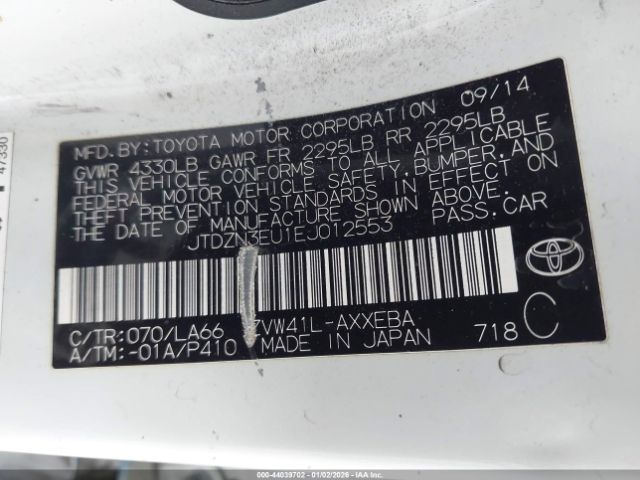 MFD. BY: TOYOTA MOTOR CORPORATION 09/14
GVWR 4330LB GAWR FR 2295LB RR 2295LB
THIS VEHICLE CONFORMS TO ALL APPLICABLE
FEDERAL MOTOR VEHICLE SAFETY, BUMPER, AND
THEFT PREVENTION STANDARDS IN EFFECT ON
THE DATE OF MANUFACTURE SHOWN ABOVE.
JTDZN3EU1EJ012553 PASS. CAR
C/TR: 070/LA66 ZVW41L-AXXEBA
A/TM: -01A/P410 MADE IN JAPAN 718 C
47330
000-44039702 - 01/02/2026 - IAAI.COM